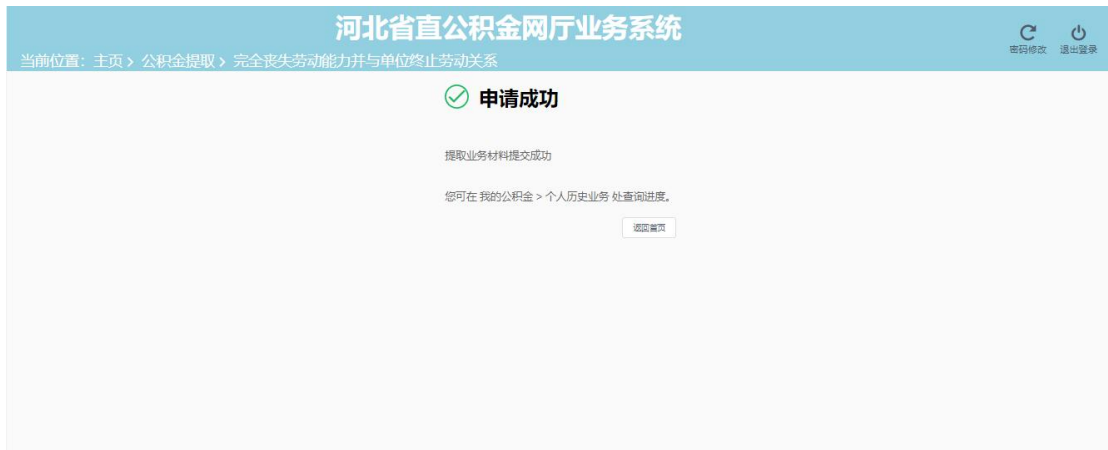 河北省直公积金网厅业务系统
密码修改 退出登录
当前位置：主页 > 公积金提取 > 完全丧失劳动能力并与单位终止劳动关系
申请成功
提取业务材料提交成功
您可在 我的公积金 > 个人历史业务 处查询进度。
返回首页